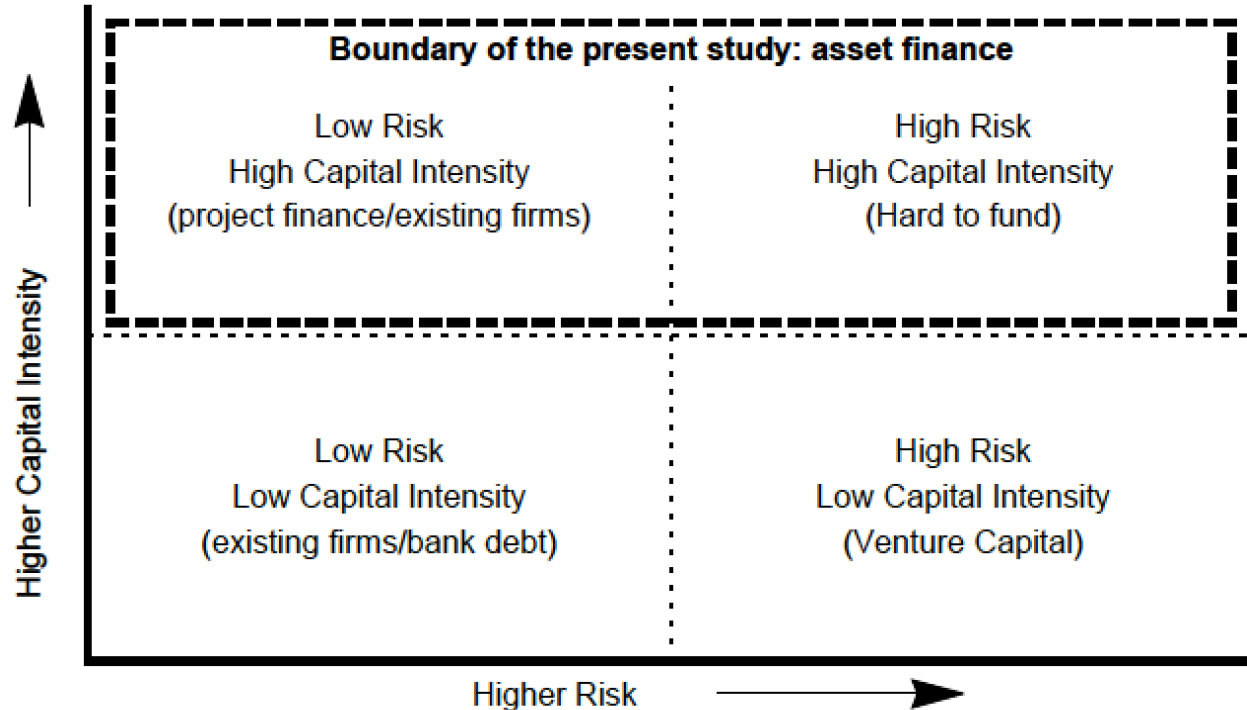 Boundary of the present study: asset finance
Low Risk
High Capital Intensity
(project finance/existing firms)
High Risk
High Capital Intensity
(Hard to fund)
Higher Capital Intensity
Low Risk
Low Capital Intensity
(existing firms/bank debt)
High Risk
Low Capital Intensity
(Venture Capital)
Higher Risk